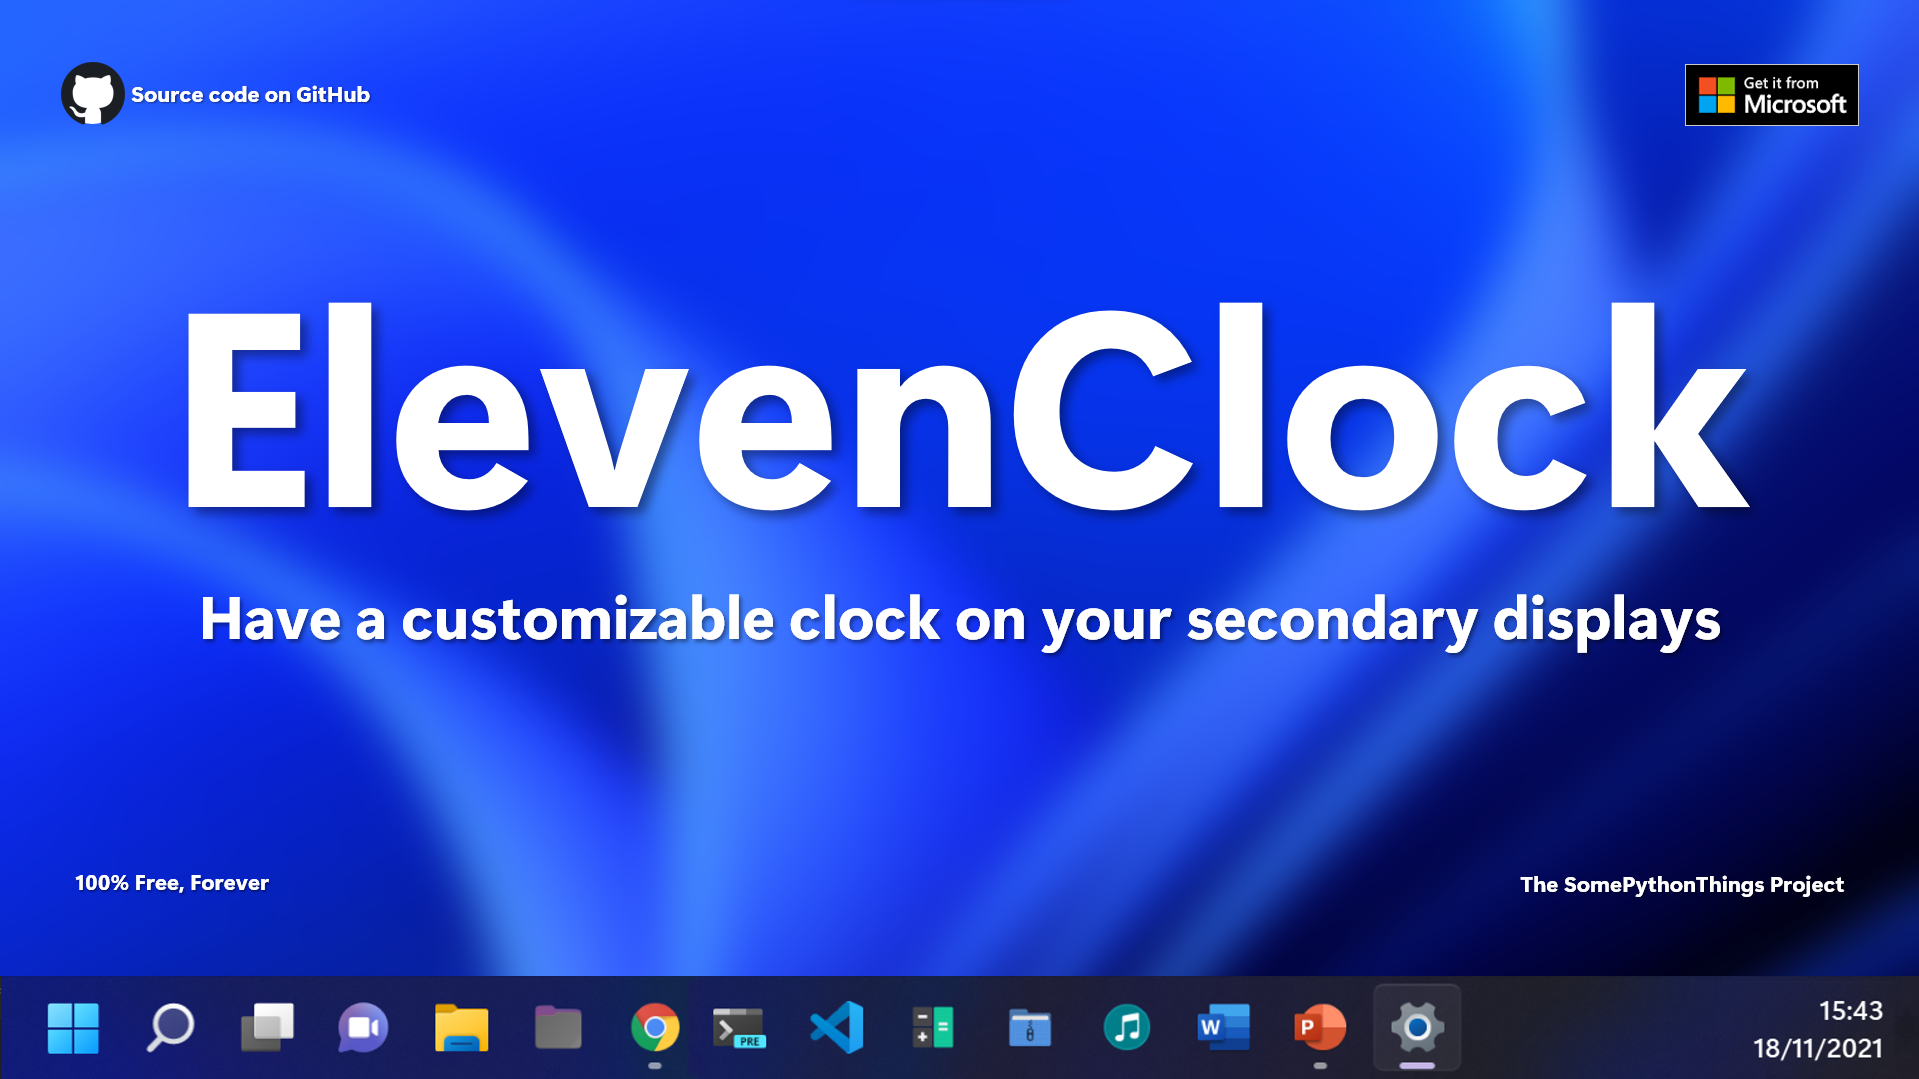 Source code on GitHub
Get it from
Microsoft
ElevenClock
Have a customizable clock on your secondary displays
100% Free, Forever
The SomePythonThings Project
PRE
W
P
15:43
18/11/2021